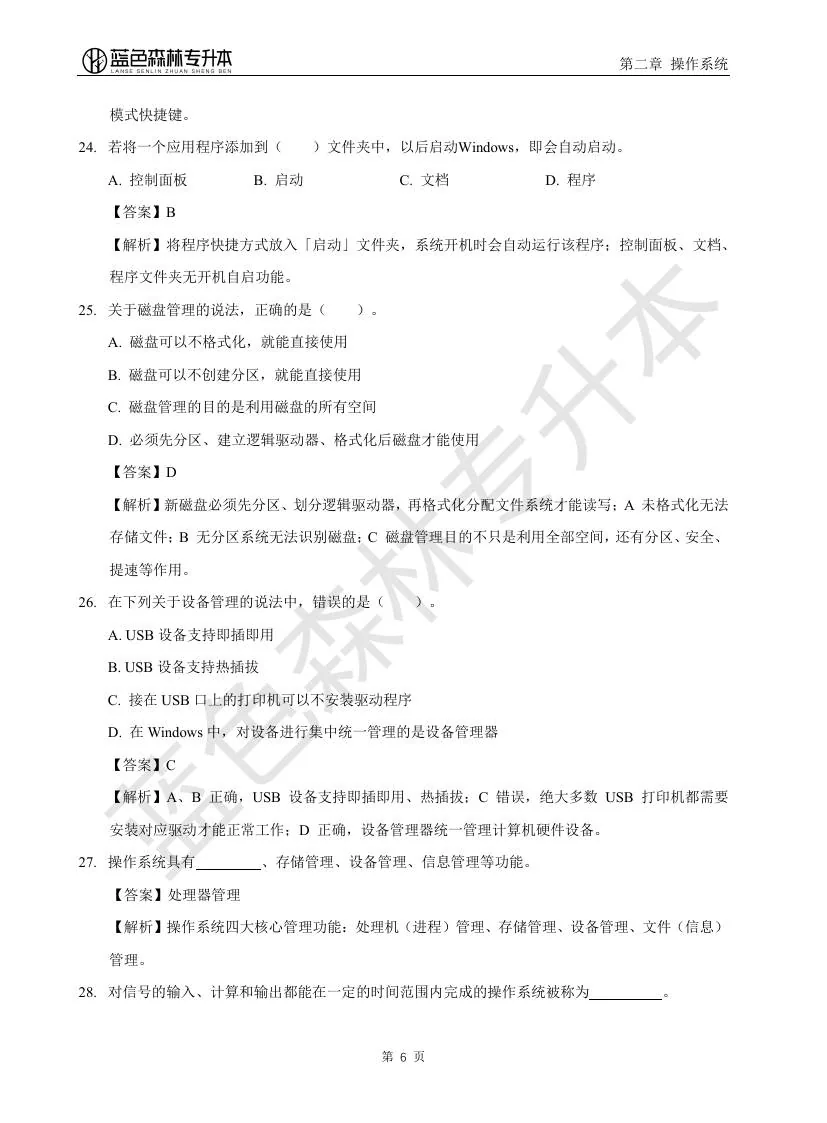 蓝色森林专升本
LANSE SENLIN ZHUAN SHENG BEN
第二章 操作系统
模式快捷键。
24. 若将一个应用程序添加到（　　）文件夹中，以后启动Windows，即会自动启动。
A. 控制面板 B. 启动 C. 文档 D. 程序
【答案】B
【解析】将程序快捷方式放入「启动」文件夹，系统开机时会自动运行该程序；控制面板、文档、
程序文件夹无开机自启功能。
25. 关于磁盘管理的说法，正确的是（　　）。
A. 磁盘可以不格式化，就能直接使用
B. 磁盘可以不创建分区，就能直接使用
C. 磁盘管理的目的是利用磁盘的所有空间
D. 必须先分区、建立逻辑驱动器、格式化后磁盘才能使用
【答案】D
【解析】新磁盘必须先分区、划分逻辑驱动器，再格式化分配文件系统才能读写；A 未格式化无法
存储文件；B 无分区系统无法识别磁盘；C 磁盘管理目的不只是利用全部空间，还有分区、安全、
提速等作用。
26. 在下列关于设备管理的说法中，错误的是（　　）。
A. USB 设备支持即插即用
B. USB 设备支持热插拔
C. 接在 USB 口上的打印机可以不安装驱动程序
D. 在 Windows 中，对设备进行集中统一管理的是设备管理器
【答案】C
【解析】A、B 正确，USB 设备支持即插即用、热插拔；C 错误，绝大多数 USB 打印机都需要
安装对应驱动才能正常工作；D 正确，设备管理器统一管理计算机硬件设备。
27. 操作系统具有_________、存储管理、设备管理、信息管理等功能。
【答案】处理器管理
【解析】操作系统四大核心管理功能：处理机（进程）管理、存储管理、设备管理、文件（信息）
管理。
28. 对信号的输入、计算和输出都能在一定的时间范围内完成的操作系统被称为__________。
第 6 页
蓝色森林专升本